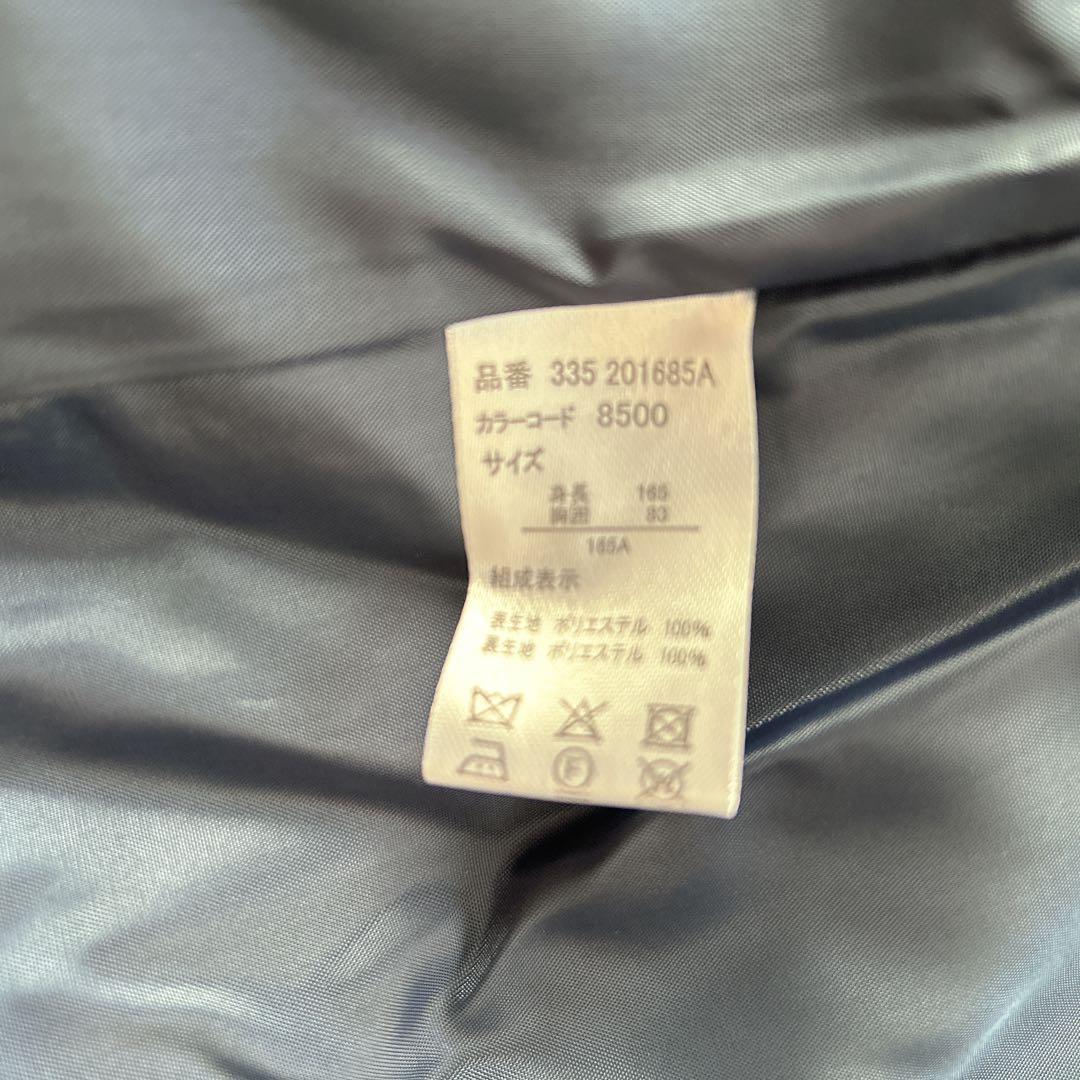 品番 335 201685A
カラーコード 8500
サイズ
身長 165
胸囲 83
165A
組成表示
表生地 ポリエステル 100%
表生地 ポリエステル 100%
F